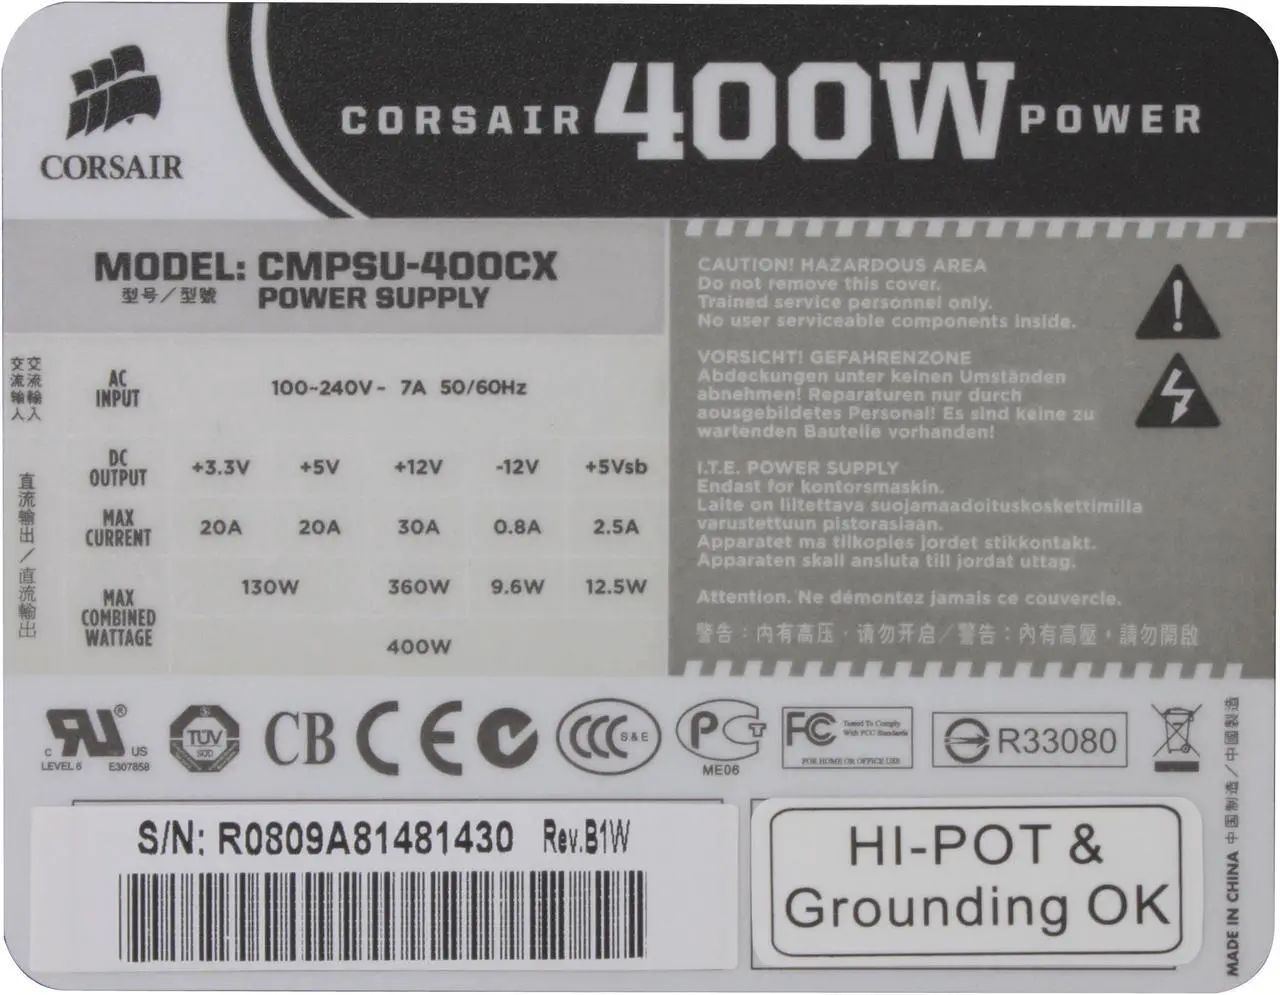 CORSAIR
CORSAIR 400W POWER
MODEL: CMPSU-400CX
型号/型號 POWER SUPPLY
交流輸入
交流输入
AC INPUT
100~240V~ 7A 50/60Hz
直流輸出/直流輸出
DC OUTPUT +3.3V +5V +12V -12V +5Vsb
MAX CURRENT 20A 20A 30A 0.8A 2.5A
MAX COMBINED WATTAGE 130W 360W 9.6W 12.5W
400W
CAUTION! HAZARDOUS AREA
Do not remove this cover.
Trained service personnel only.
No user serviceable components inside.
VORSICHT! GEFAHRENZONE
Abdeckungen unter keinen Umständen
abnehmen! Reparaturen nur durch
aousgebildetes Personal! Es sind keine zu
wartenden Bauteile vorhanden!
I.T.E. POWER SUPPLY
Endast for kontorsmaskin.
Laite on liitettava suojamaadoituskoskettimilla
varustettuun pistorasiaan.
Apparatet ma tilkoples jordet stikkontakt.
Apparaten skall ansluta till jordat uttag.
Attention. Ne démontez jamais ce couvercle.
警告：内有高压，请勿开启/警告：內有高壓，請勿開啟
c RU ® US
LEVEL 6 E307858
TÜV
SÜD
CB
CE
CCC S&E
PCT
ME06
FC Tested To Comply
With FCC Standards
FOR HOME OR OFFICE USE
R33080
S/N: R0809A81481430 Rev.B1W
HI-POT &
Grounding OK
MADE IN CHINA 中国制造/中國製造